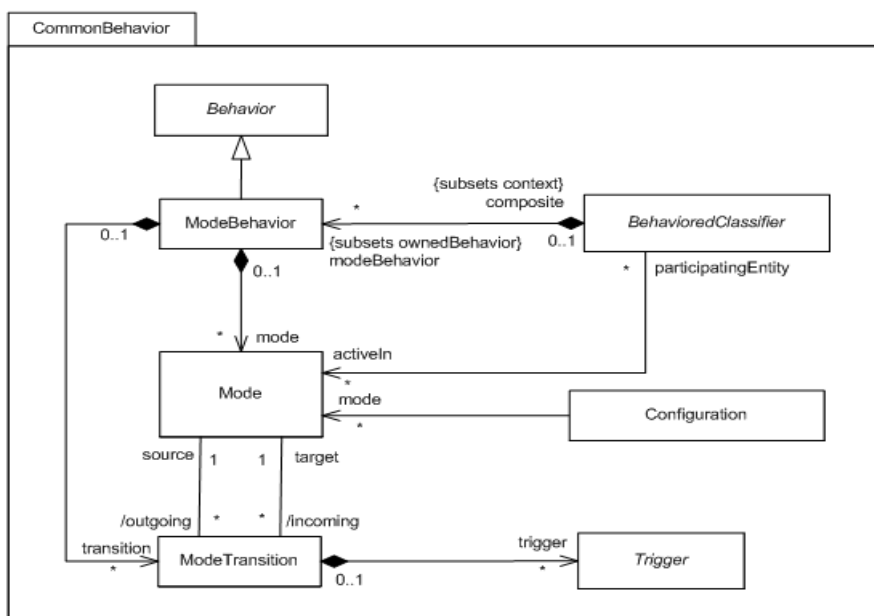 CommonBehavior
Behavior
{subsets context}
*
composite
ModeBehavior
BehavioredClassifier
0..1
{subsets ownedBehavior}
0..1
modeBehavior
0..1
*
participatingEntity
*
mode
activeIn
*
Mode
mode
*
Configuration
source
1
1
target
/outgoing
*
*
/incoming
transition
*
ModeTransition
0..1
trigger
*
Trigger